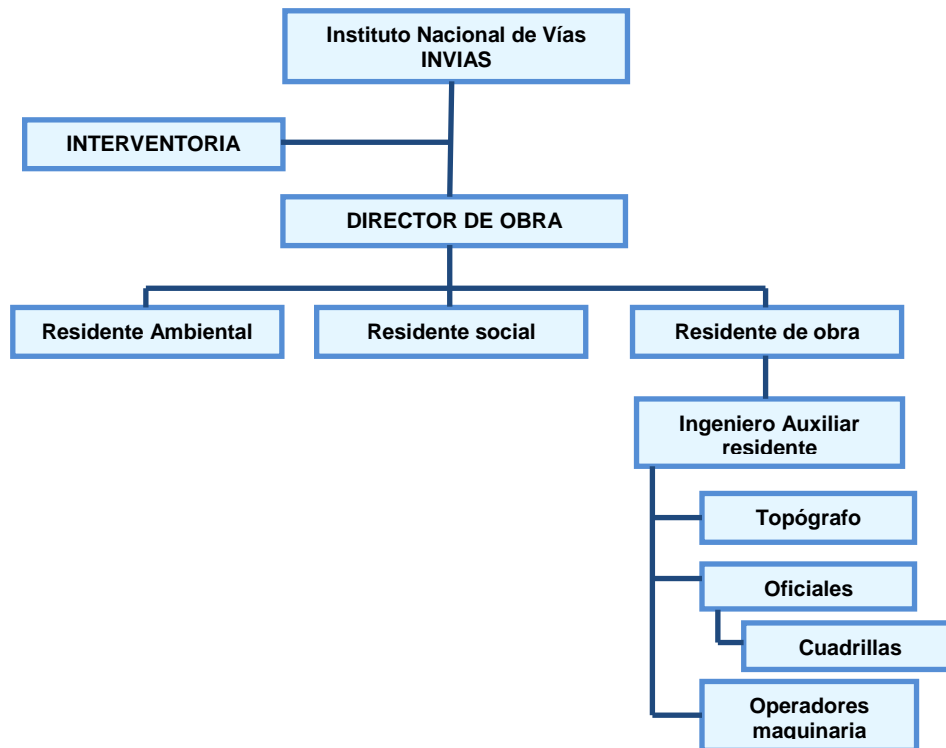 Instituto Nacional de Vías
INVIAS
INTERVENTORIA
DIRECTOR DE OBRA
Residente Ambiental
Residente social
Residente de obra
Ingeniero Auxiliar
residente
Topógrafo
Oficiales
Cuadrillas
Operadores
maquinaria